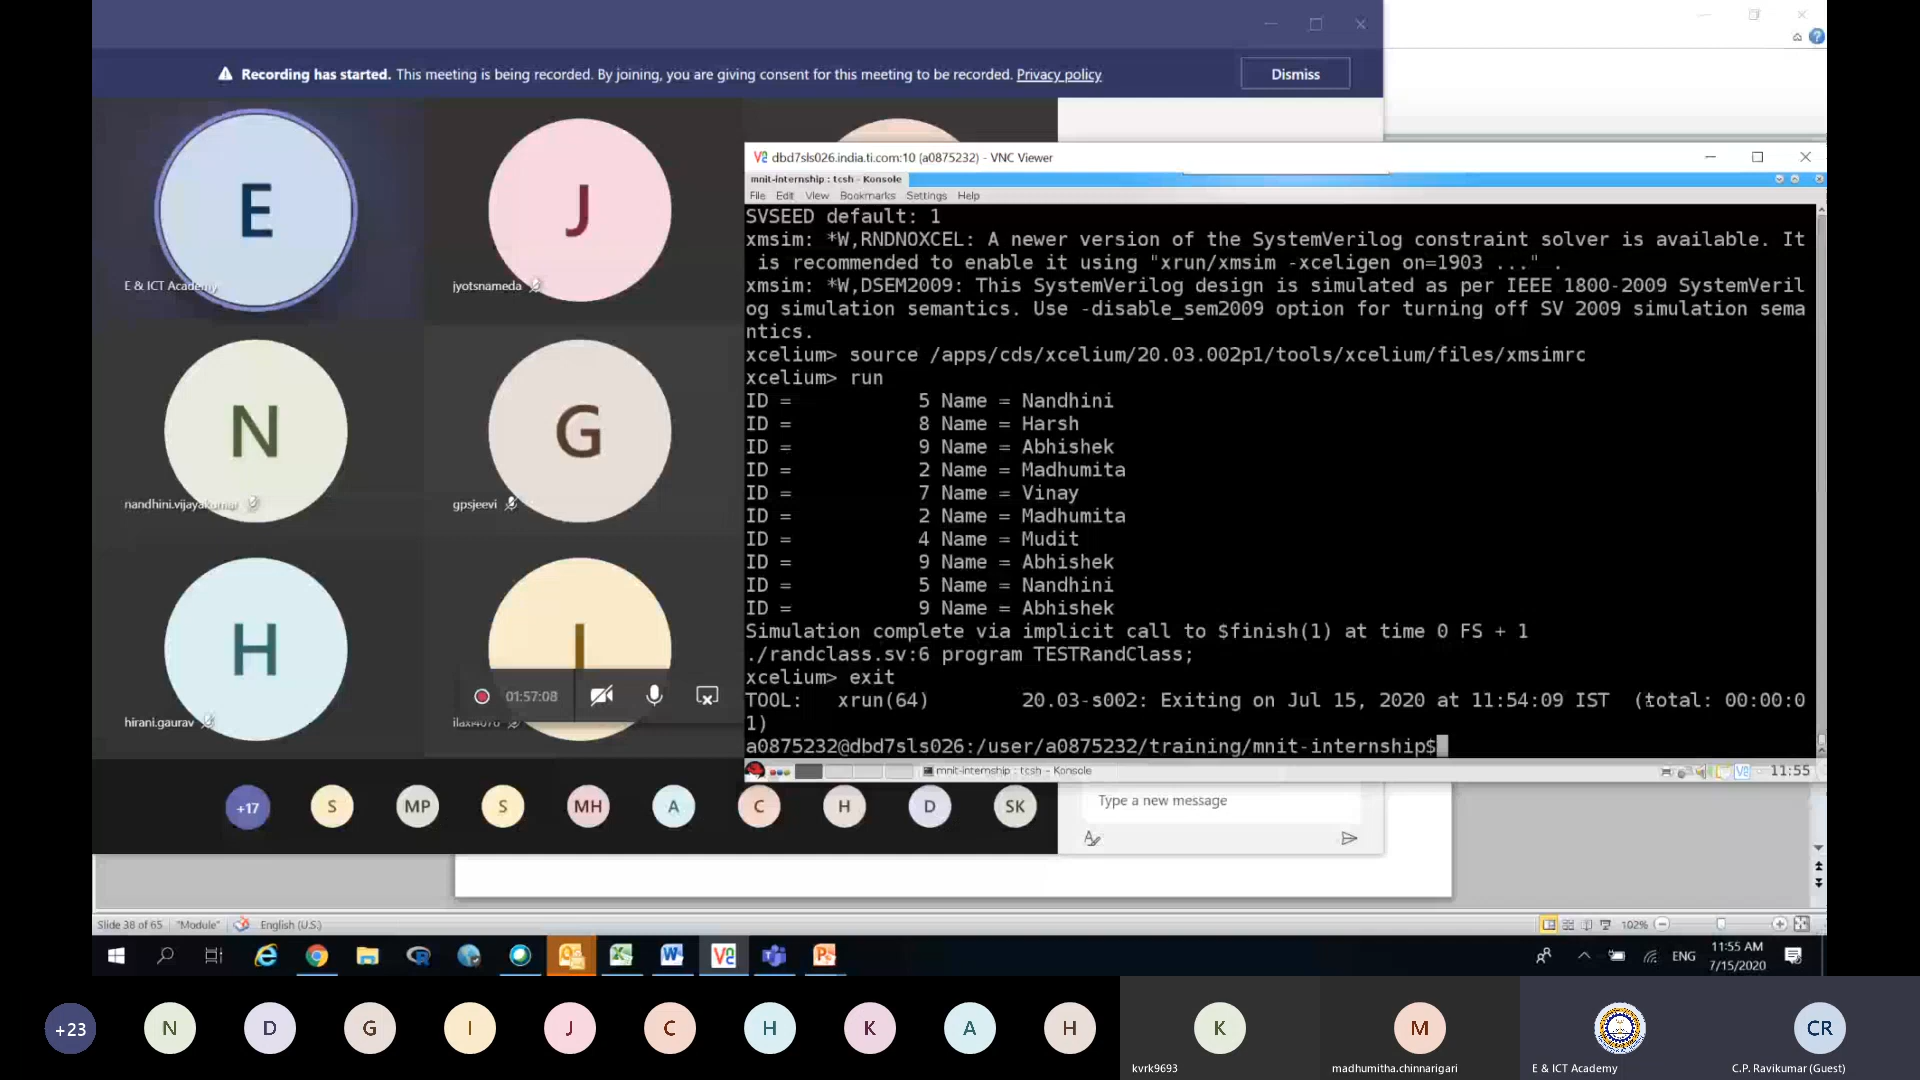 Recording has started. This meeting is being recorded. By joining, you are giving consent for this meeting to be recorded. Privacy policy
Dismiss
E
E & ICT Academy
J
jyotsnameda
N
nandhini.vijayakumar
G
gpsjeevi
H
hirani.gaurav
I
01:57:08
+17
S
MP
S
MH
A
C
H
D
SK
dbd7sls026.india.ti.com:10 (a0875232) - VNC Viewer
mnit-internship : tcsh - Konsole
File Edit View Bookmarks Settings Help
SVSEED default: 1
xmsim: *W,RNDNOXCEL: A newer version of the SystemVerilog constraint solver is available. It
is recommended to enable it using "xrun/xmsim -xceligen on=1903 ..." .
xmsim: *W,DSEM2009: This SystemVerilog design is simulated as per IEEE 1800-2009 SystemVeril
og simulation semantics. Use -disable_sem2009 option for turning off SV 2009 simulation sema
ntics.
xcelium> source /apps/cds/xcelium/20.03.002p1/tools/xcelium/files/xmsimrc
xcelium> run
ID = 5 Name = Nandhini
ID = 8 Name = Harsh
ID = 9 Name = Abhishek
ID = 2 Name = Madhumita
ID = 7 Name = Vinay
ID = 2 Name = Madhumita
ID = 4 Name = Mudit
ID = 9 Name = Abhishek
ID = 5 Name = Nandhini
ID = 9 Name = Abhishek
Simulation complete via implicit call to $finish(1) at time 0 FS + 1
./randclass.sv:6 program TESTRandClass;
xcelium> exit
TOOL: xrun(64) 20.03-s002: Exiting on Jul 15, 2020 at 11:54:09 IST (total: 00:00:0
1)
a0875232@dbd7sls026:/user/a0875232/training/mnit-internship$
mnit-internship : tcsh - Konsole
11:55
Type a new message
Slide 38 of 65 "Module" English (U.S.)
102%
ENG
11:55 AM
7/15/2020
+23
N
D
G
I
J
C
H
K
A
H
K
kvrk9693
M
madhumitha.chinnarigari
E & ICT Academy
CR
C.P. Ravikumar (Guest)